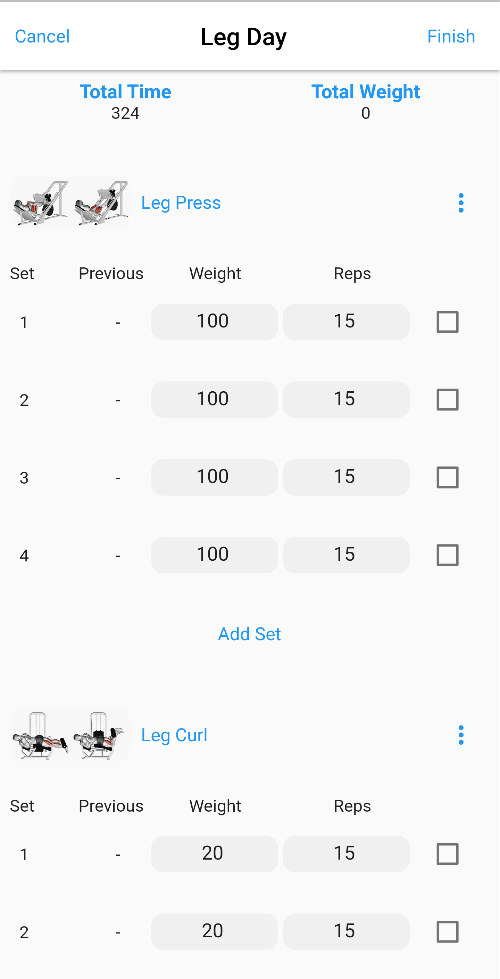 Cancel Leg Day Finish
Total Time Total Weight
324 0
Leg Press
Set Previous Weight Reps
1 - 100 15
2 - 100 15
3 - 100 15
4 - 100 15
Add Set
Leg Curl
Set Previous Weight Reps
1 - 20 15
2 - 20 15